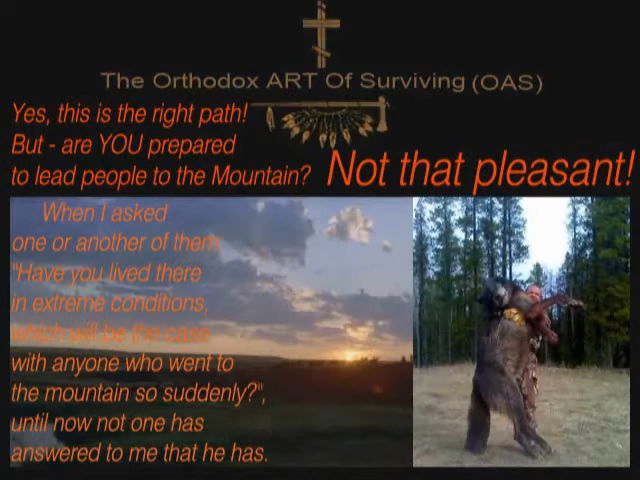 The Orthodox ART Of Surviving (OAS)
Yes, this is the right path!
But - are YOU prepared
to lead people to the Mountain?
Not that pleasant!
When I asked
one or another of them:
"Have you lived there
in extreme conditions,
which will be the case
with anyone who went to
the mountain so suddenly?",
until now not one has
answered to me that he has.